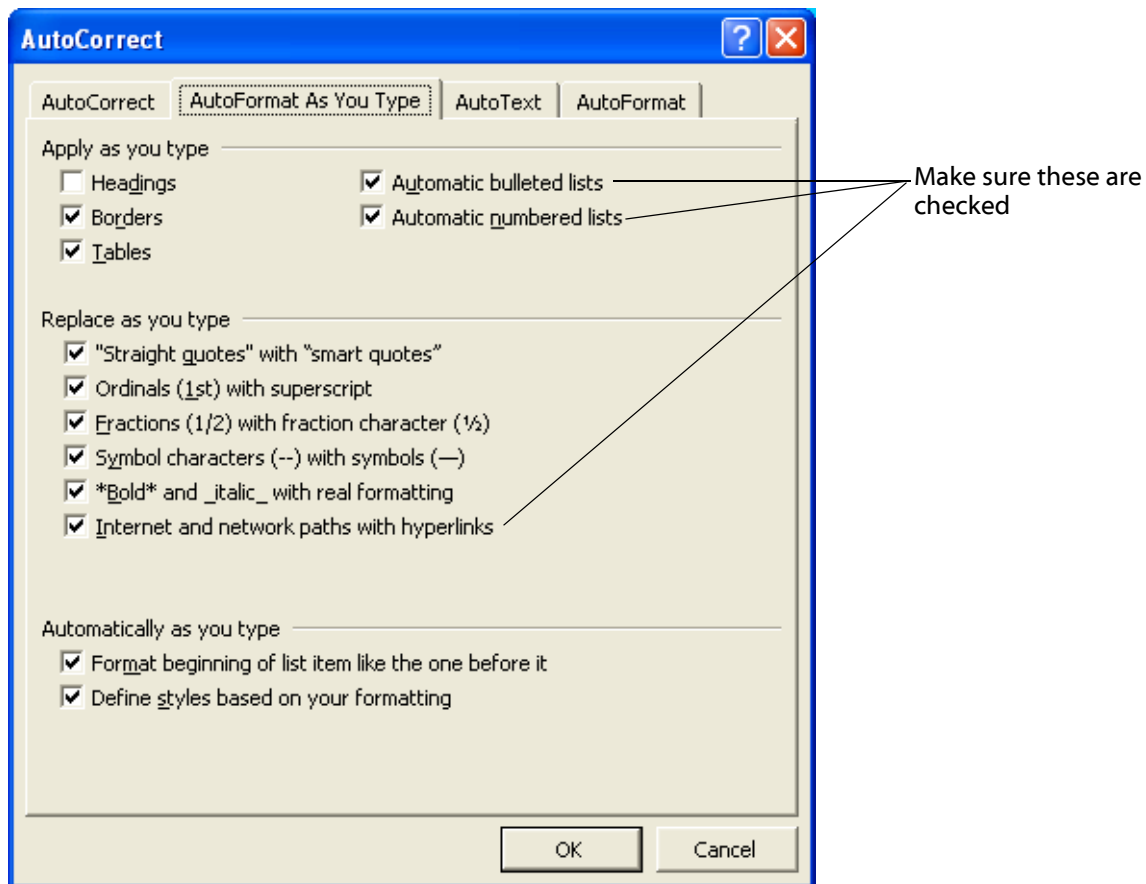 AutoCorrect
AutoCorrect AutoFormat As You Type AutoText AutoFormat
Apply as you type
Headings Automatic bulleted lists
Borders Automatic numbered lists
Tables
Make sure these are
checked
Replace as you type
"Straight quotes" with “smart quotes”
Ordinals (1st) with superscript
Fractions (1/2) with fraction character (½)
Symbol characters (--) with symbols (—)
*Bold* and _italic_ with real formatting
Internet and network paths with hyperlinks
Automatically as you type
Format beginning of list item like the one before it
Define styles based on your formatting
OK Cancel